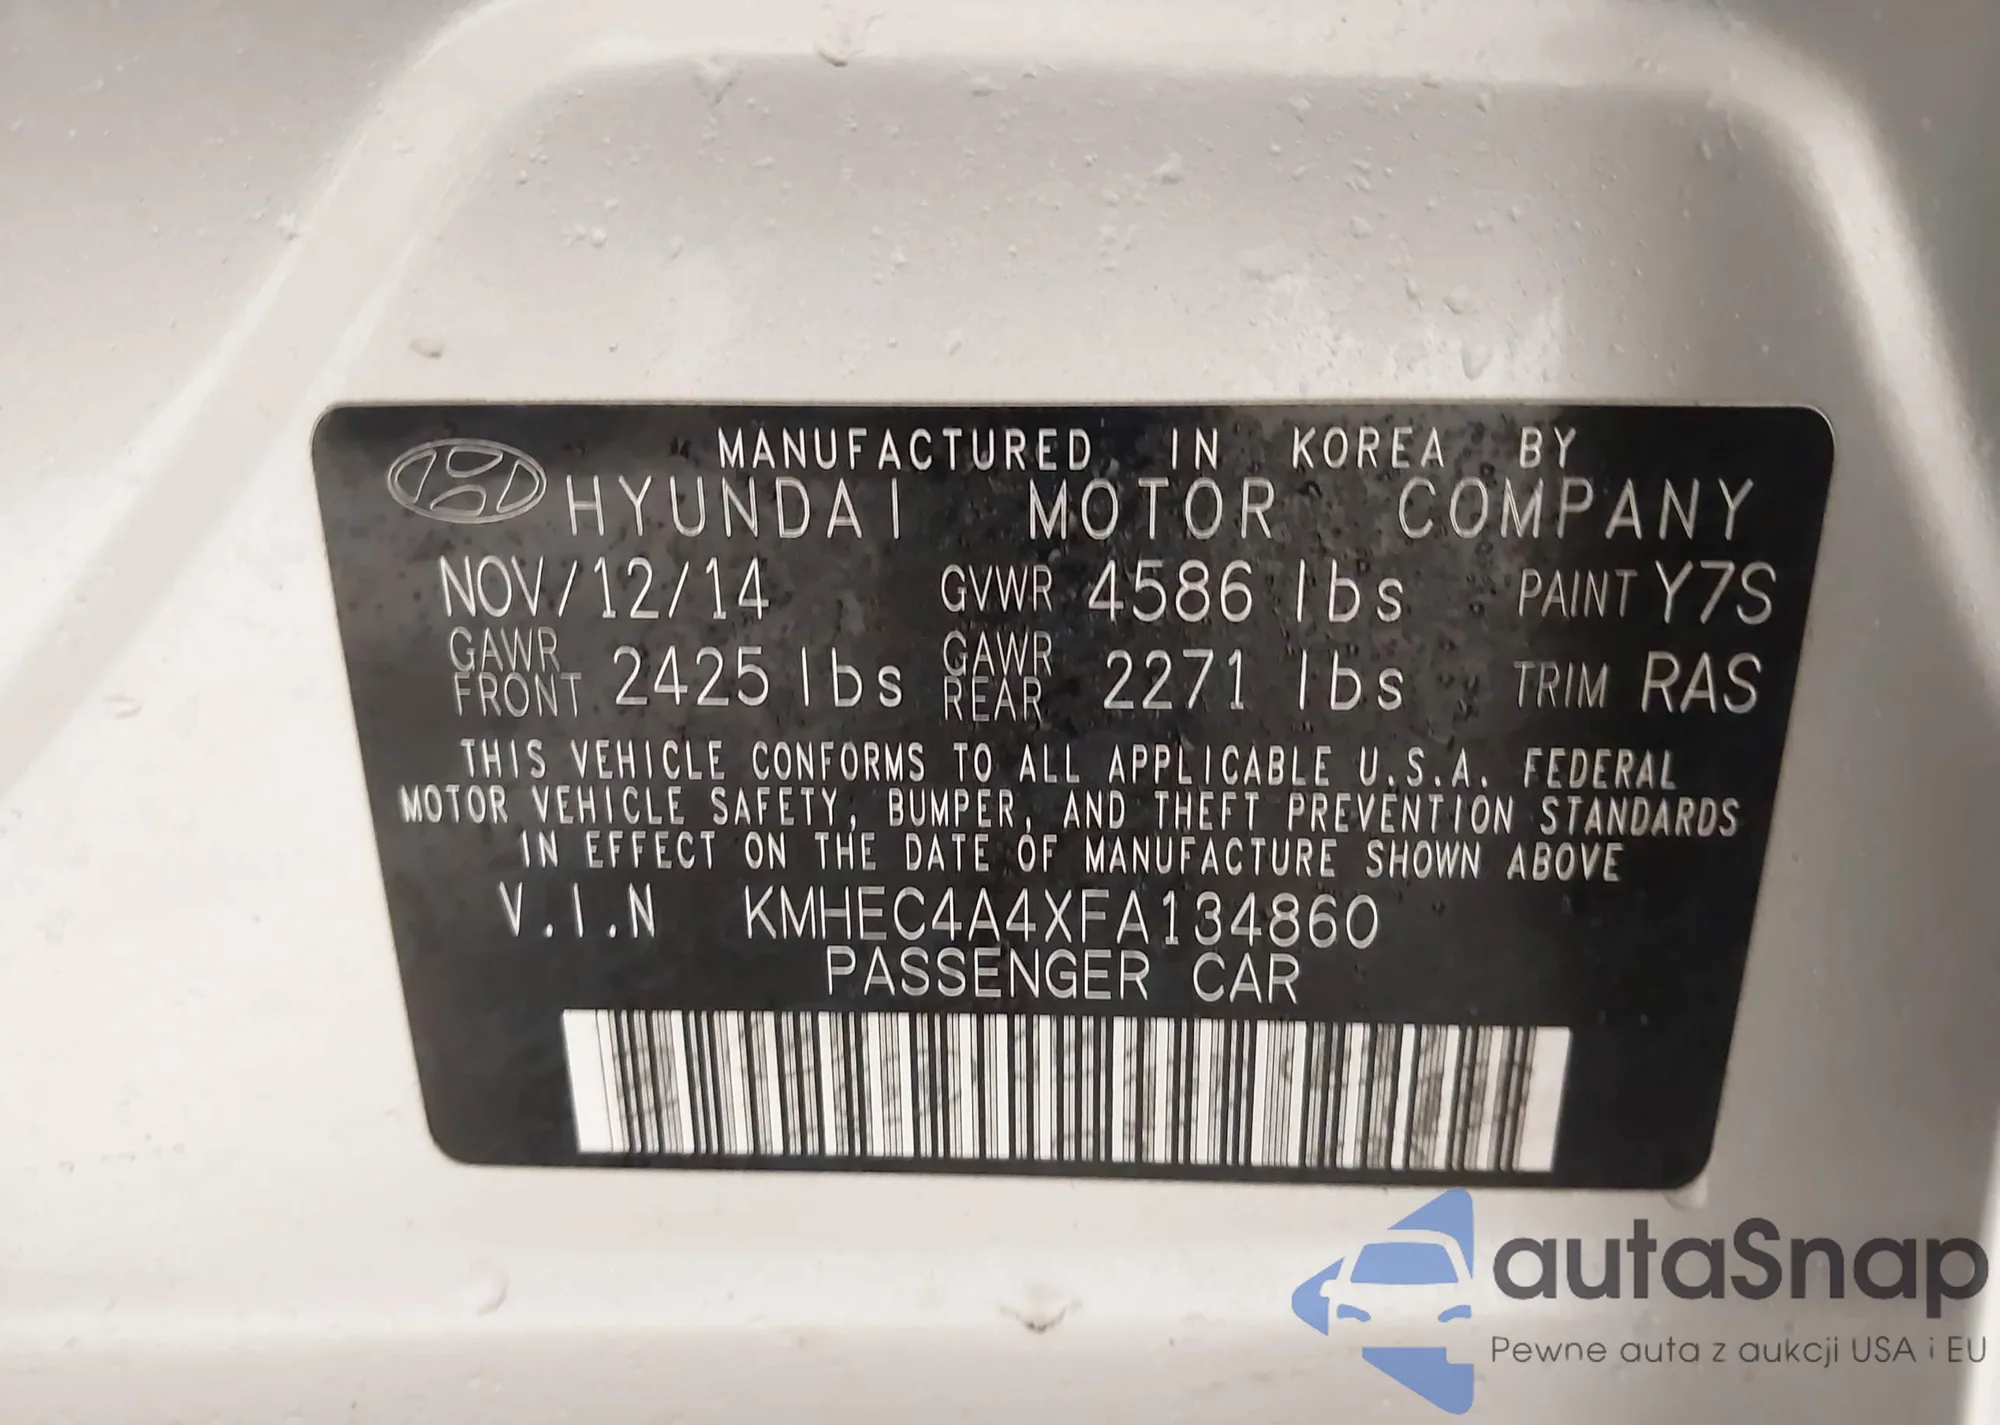 MANUFACTURED IN KOREA BY
HYUNDAI MOTOR COMPANY
NOV/12/14 GVWR 4586 lbs PAINT Y7S
GAWR FRONT 2425 lbs GAWR REAR 2271 lbs TRIM RAS
THIS VEHICLE CONFORMS TO ALL APPLICABLE U.S.A. FEDERAL
MOTOR VEHICLE SAFETY, BUMPER, AND THEFT PREVENTION STANDARDS
IN EFFECT ON THE DATE OF MANUFACTURE SHOWN ABOVE
V.I.N KMHEC4A4XFA134860
PASSENGER CAR
autaSnap
Pewne auta z aukcji USA i EU